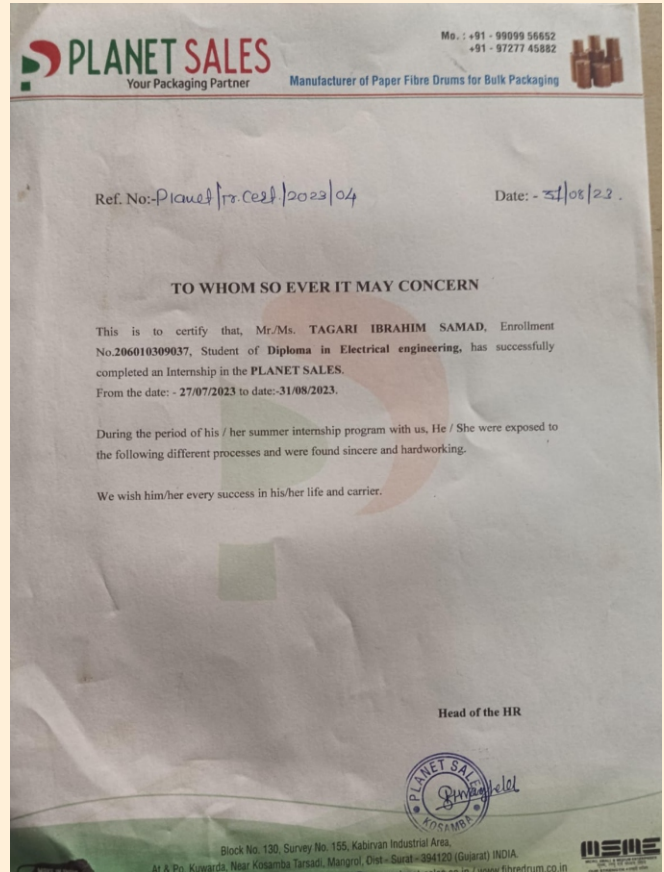 PLANET SALES
Your Packaging Partner
Mo. : +91 - 99099 56652
+91 - 97277 45882
Manufacturer of Paper Fibre Drums for Bulk Packaging
Ref. No:-Planet/Tr.Cert./2023/04
Date: - 31/08/23.
TO WHOM SO EVER IT MAY CONCERN
This is to certify that, Mr./Ms. TAGARI IBRAHIM SAMAD, Enrollment
No.206010309037, Student of Diploma in Electrical engineering, has successfully
completed an Internship in the PLANET SALES.
From the date: - 27/07/2023 to date:-31/08/2023.
During the period of his / her summer internship program with us, He / She were exposed to
the following different processes and were found sincere and hardworking.
We wish him/her every success in his/her life and carrier.
Head of the HR
PLANET SALES
KOSAMBA
Block No. 130, Survey No. 155, Kabirvan Industrial Area,
At & Po. Kuwarda, Near Kosamba Tarsadi, Mangrol, Dist - Surat - 394120 (Gujarat) INDIA.
www.fibredrum.co.in
MSME